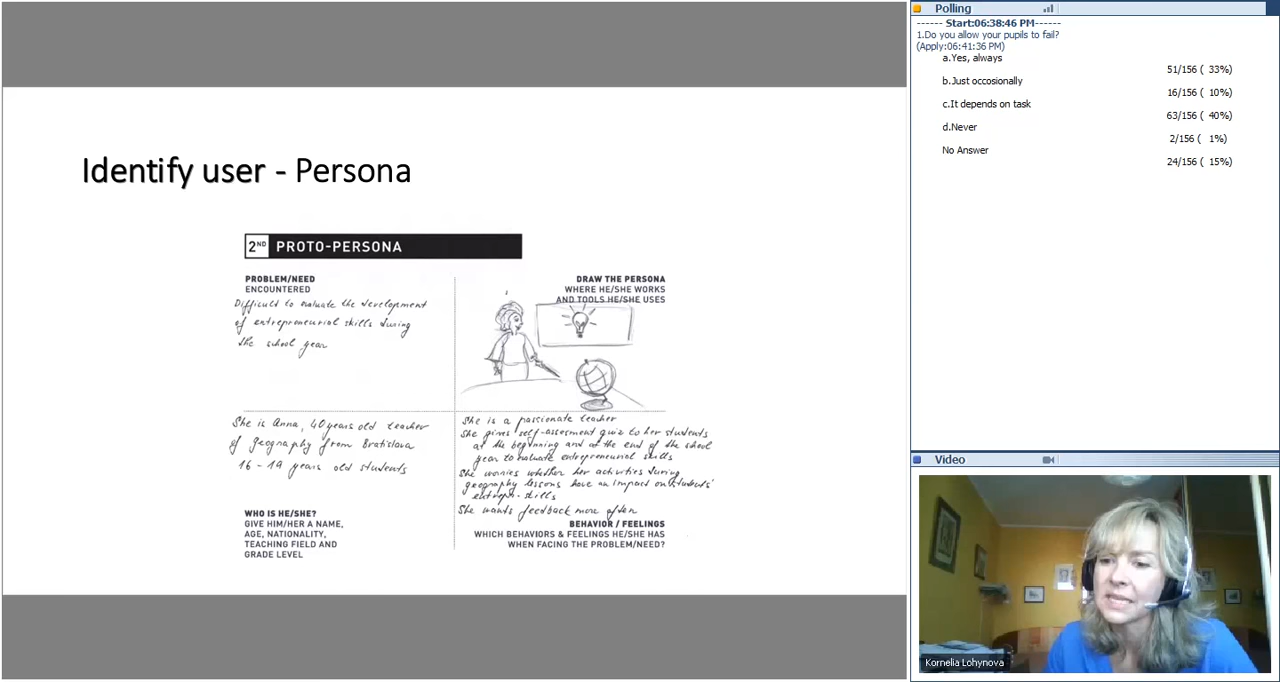 Identify user - Persona
2ND PROTO-PERSONA
PROBLEM/NEED
ENCOUNTERED
Difficult to evaluate the development
of entrepreneurial skills during
the school year
DRAW THE PERSONA
WHERE HE/SHE WORKS
AND TOOLS HE/SHE USES
She is Anna, 40 years old teacher
of geography from Bratislava
16 - 19 years old students
WHO IS HE/SHE?
GIVE HIM/HER A NAME,
AGE, NATIONALITY,
TEACHING FIELD AND
GRADE LEVEL
She is a passionate teacher
She gives self-assesment quiz to her students
at the beginning and at the end of the school
year to evaluate entrepreneurial skills
She worries whether her activities during
geography lessons have an impact on students'
entrepr. skills
She wants feedback more often
BEHAVIOR / FEELINGS
WHICH BEHAVIORS & FEELINGS HE/SHE HAS
WHEN FACING THE PROBLEM/NEED?
Polling
------ Start:06:38:46 PM------
1.Do you allow your pupils to fail?
(Apply:06:41:36 PM)
a.Yes, always
51/156 ( 33%)
b.Just occosionally
16/156 ( 10%)
c.It depends on task
63/156 ( 40%)
d.Never
2/156 ( 1%)
No Answer
24/156 ( 15%)
Video
Kornelia Lohynova